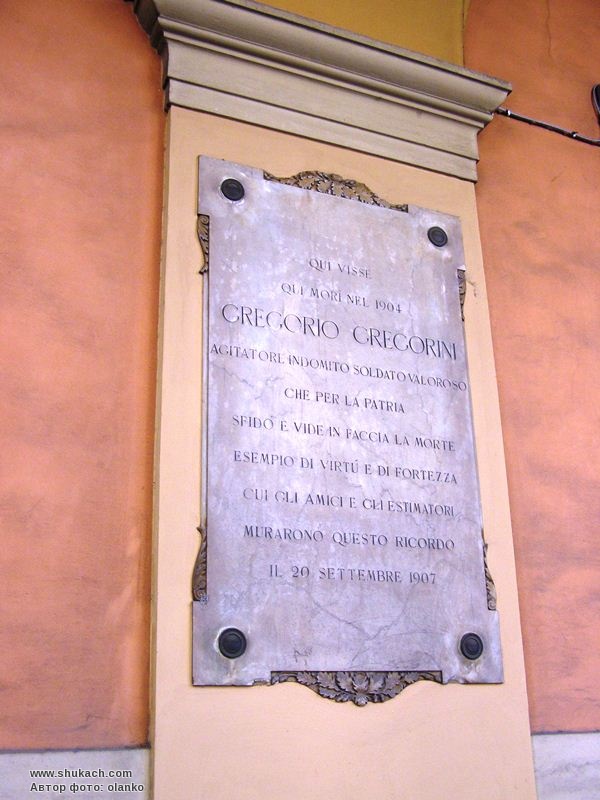 QUI VISSE
QUI MORÌ NEL 1904
GREGORIO GREGORINI
AGITATORE INDOMITO SOLDATO VALOROSO
CHE PER LA PATRIA
SFIDÒ E VIDE IN FACCIA LA MORTE
ESEMPIO DI VIRTÚ E DI FORTEZZA
CUI GLI AMICI E GLI ESTIMATORI
MURARONO QUESTO RICORDO
IL 20 SETTEMBRE 1907
www.shukach.com
Автор фото: olanko